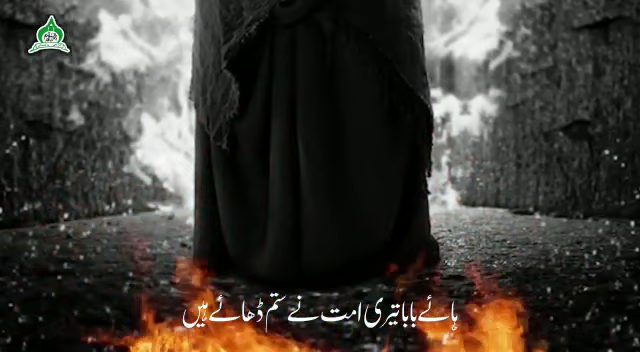 ہائے بابا تیری امت نے ستم ڈھائے ہیں